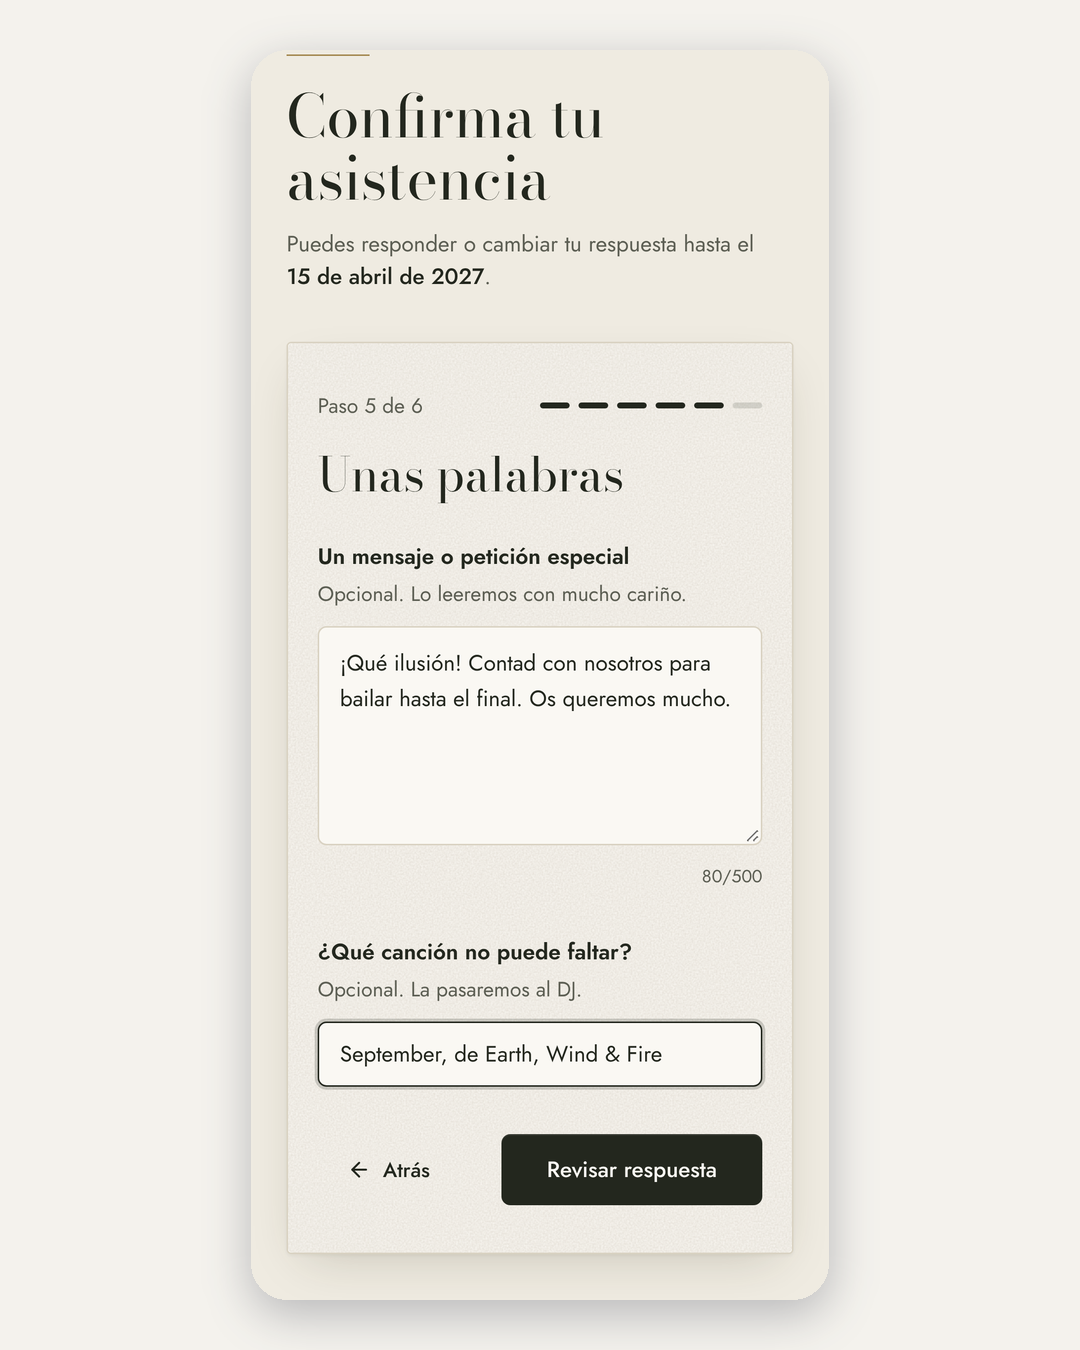 Confirma tu
asistencia
Puedes responder o cambiar tu respuesta hasta el
15 de abril de 2027.
Paso 5 de 6
Unas palabras
Un mensaje o petición especial
Opcional. Lo leeremos con mucho cariño.
¡Qué ilusión! Contad con nosotros para
bailar hasta el final. Os queremos mucho.
80/500
¿Qué canción no puede faltar?
Opcional. La pasaremos al DJ.
September, de Earth, Wind & Fire
← Atrás
Revisar respuesta